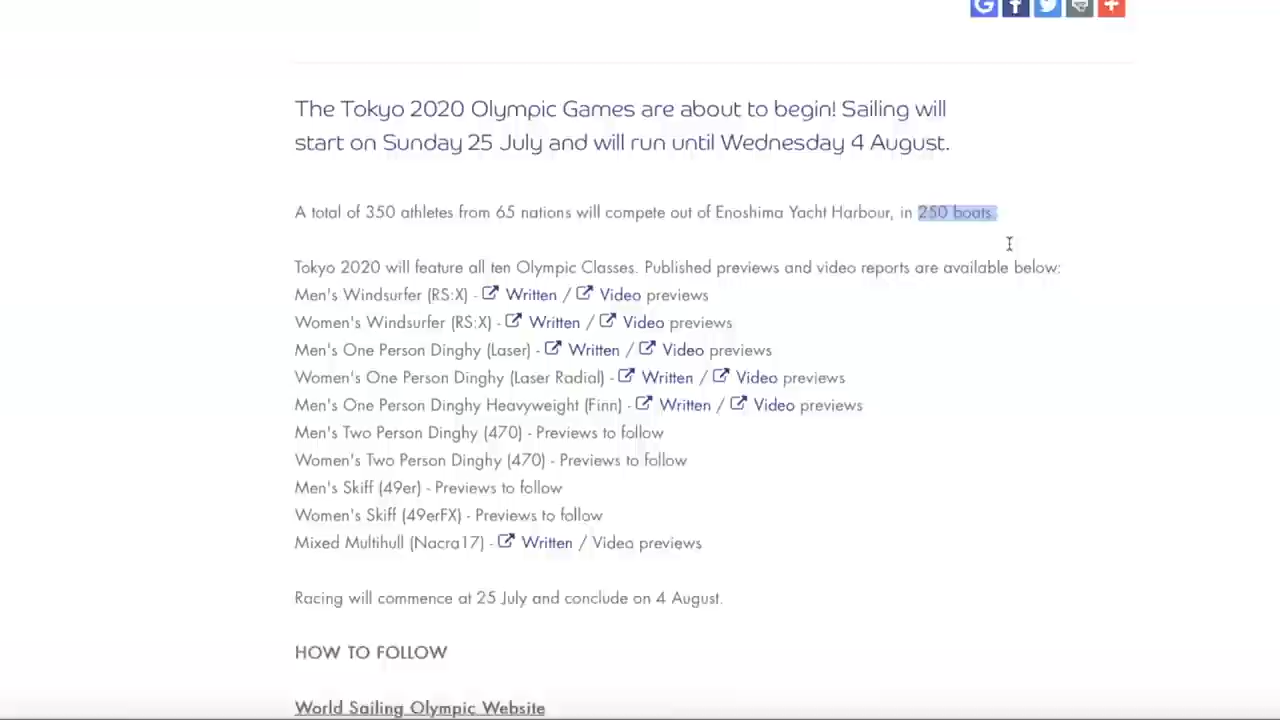 The Tokyo 2020 Olympic Games are about to begin! Sailing will
start on Sunday 25 July and will run until Wednesday 4 August.
A total of 350 athletes from 65 nations will compete out of Enoshima Yacht Harbour, in 250 boats.
Tokyo 2020 will feature all ten Olympic Classes. Published previews and video reports are available below:
Men's Windsurfer (RS:X) - Written / Video previews
Women's Windsurfer (RS:X) - Written / Video previews
Men's One Person Dinghy (Laser) - Written / Video previews
Women's One Person Dinghy (Laser Radial) - Written / Video previews
Men's One Person Dinghy Heavyweight (Finn) - Written / Video previews
Men's Two Person Dinghy (470) - Previews to follow
Women's Two Person Dinghy (470) - Previews to follow
Men's Skiff (49er) - Previews to follow
Women's Skiff (49erFX) - Previews to follow
Mixed Multihull (Nacra17) - Written / Video previews
Racing will commence at 25 July and conclude on 4 August.
HOW TO FOLLOW
World Sailing Olympic Website